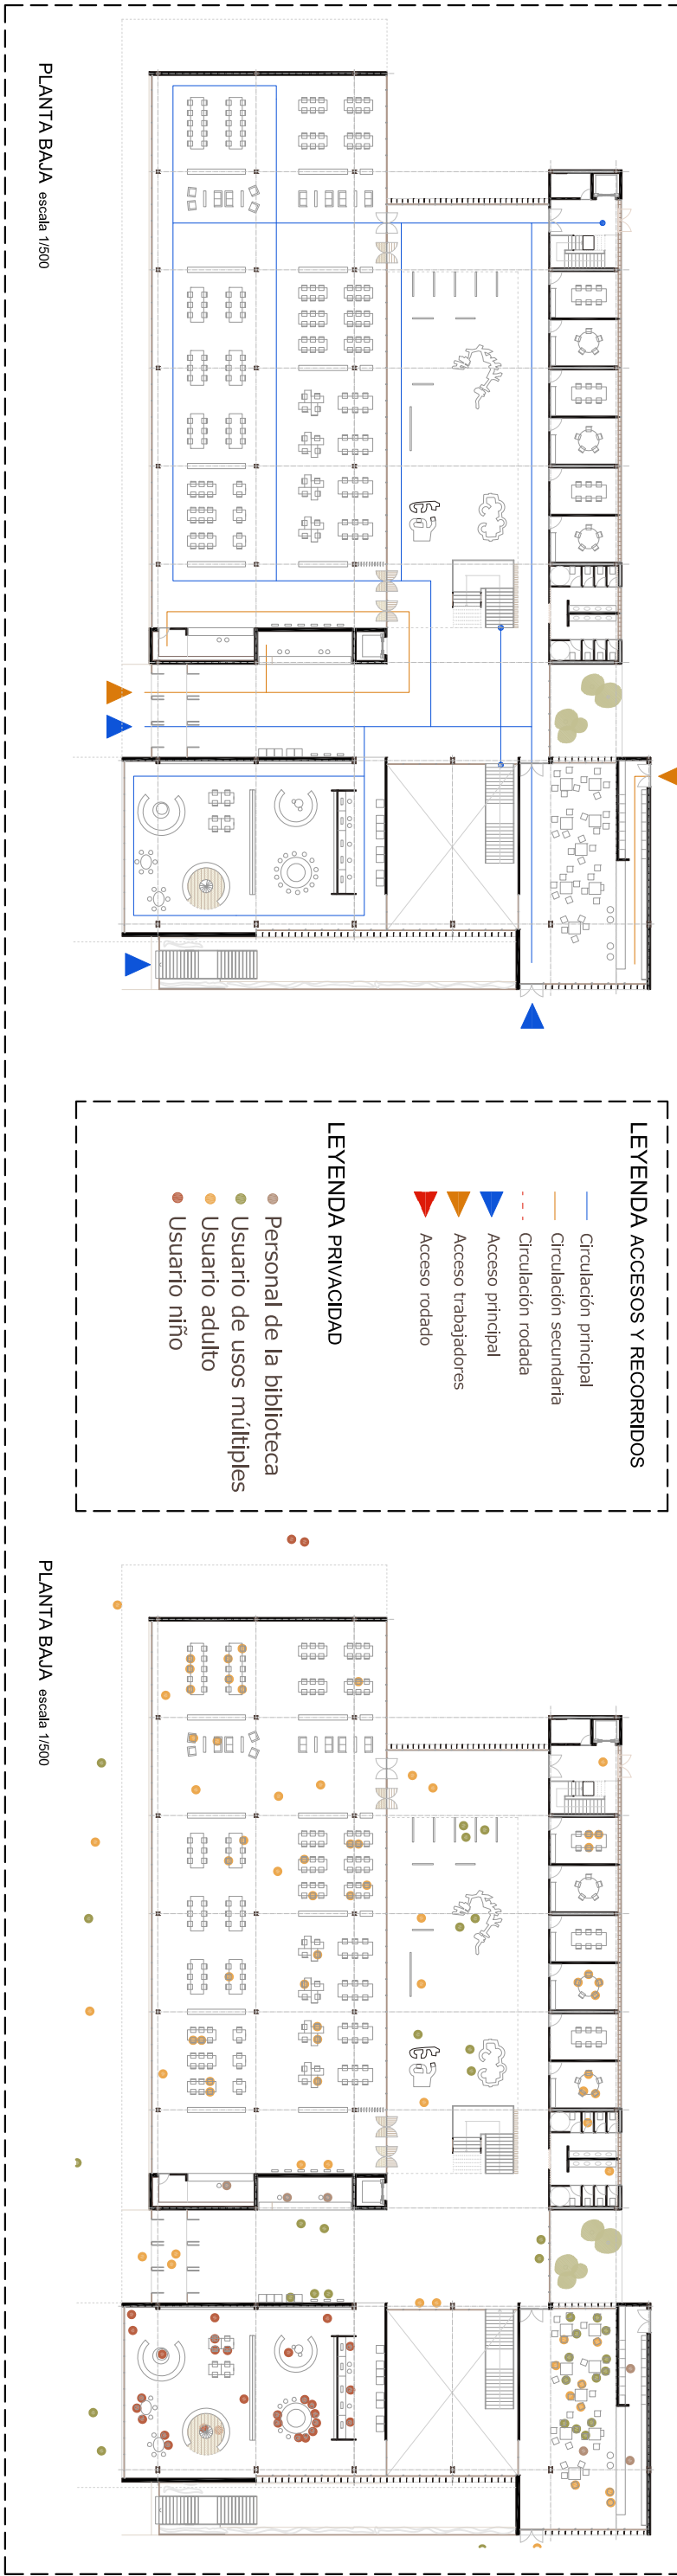 PLANTA BAJA escala 1/500
LEYENDA ACCESOS Y RECORRIDOS
Circulación principal
Circulación secundaria
Circulación rodada
Acceso principal
Acceso trabajadores
Acceso rodado
LEYENDA PRIVACIDAD
Personal de la biblioteca
Usuario de usos múltiples
Usuario adulto
Usuario niño
PLANTA BAJA escala 1/500